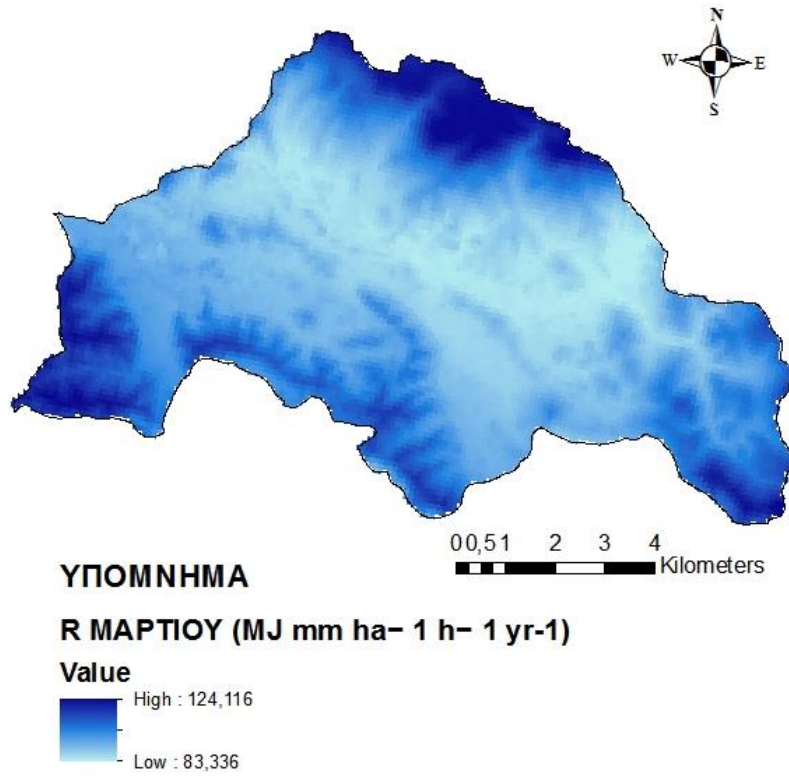 N
W E
S
0 0,5 1 2 3 4
Kilometers
ΥΠΟΜΝΗΜΑ
R ΜΑΡΤΙΟΥ (MJ mm ha− 1 h− 1 yr-1)
Value
High : 124,116
Low : 83,336